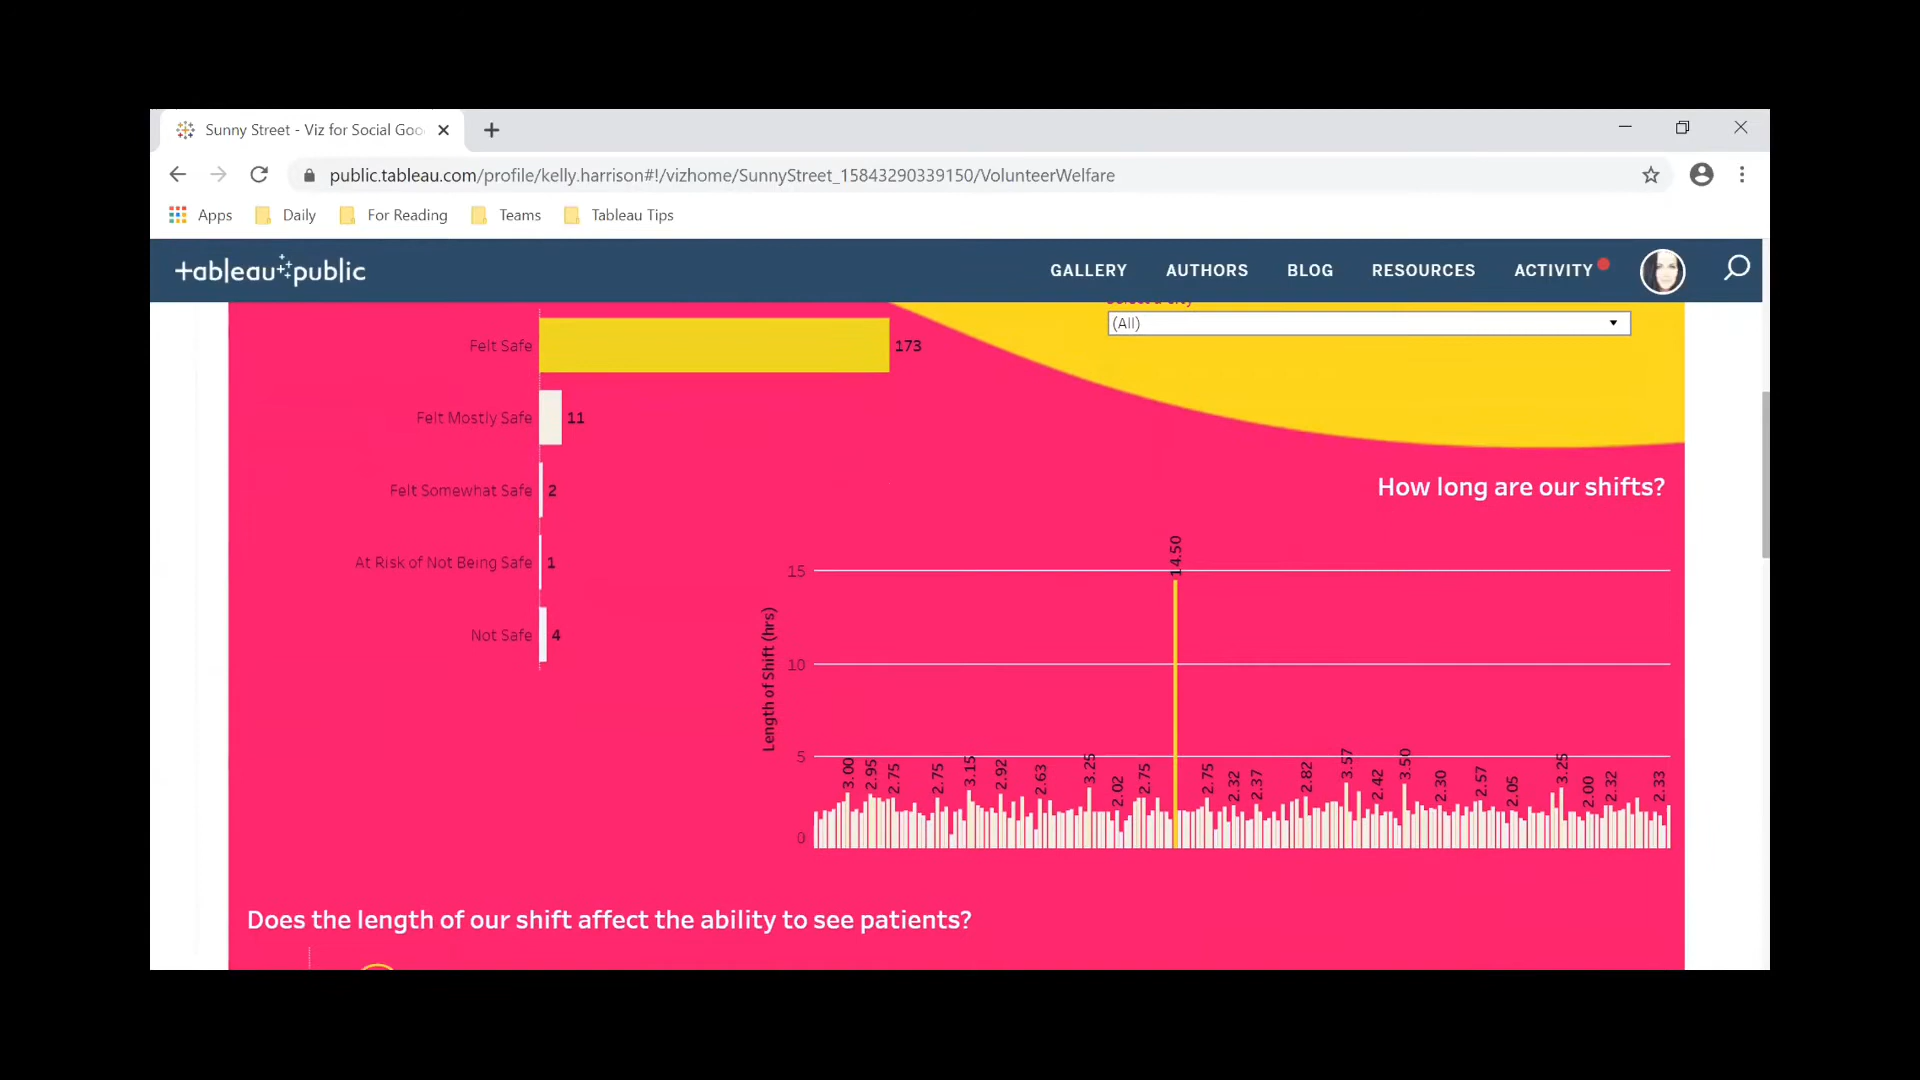 Sunny Street - Viz for Social Goo
public.tableau.com/profile/kelly.harrison#!/vizhome/SunnyStreet_15843290339150/VolunteerWelfare
Apps
Daily
For Reading
Teams
Tableau Tips
+ableau public
GALLERY
AUTHORS
BLOG
RESOURCES
ACTIVITY
(All)
Felt Safe
173
Felt Mostly Safe
11
Felt Somewhat Safe
2
At Risk of Not Being Safe
1
Not Safe
4
How long are our shifts?
Length of Shift (hrs)
15
10
5
0
3.00
2.95
2.75
2.75
3.15
2.92
2.63
3.25
2.02
2.75
14.50
2.75
2.32
2.37
2.82
3.57
2.42
3.50
2.30
2.57
2.05
3.25
2.00
2.32
2.33
Does the length of our shift affect the ability to see patients?